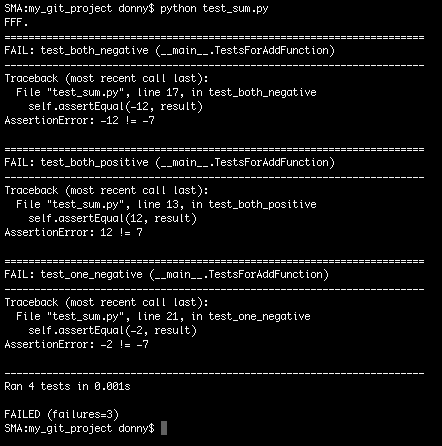 SMA:my_git_project donny$ python test_sum.py
FFF.
======================================================================
FAIL: test_both_negative (__main__.TestsForAddFunction)
----------------------------------------------------------------------
Traceback (most recent call last):
  File "test_sum.py", line 17, in test_both_negative
    self.assertEqual(-12, result)
AssertionError: -12 != -7

======================================================================
FAIL: test_both_positive (__main__.TestsForAddFunction)
----------------------------------------------------------------------
Traceback (most recent call last):
  File "test_sum.py", line 13, in test_both_positive
    self.assertEqual(12, result)
AssertionError: 12 != 7

======================================================================
FAIL: test_one_negative (__main__.TestsForAddFunction)
----------------------------------------------------------------------
Traceback (most recent call last):
  File "test_sum.py", line 21, in test_one_negative
    self.assertEqual(-2, result)
AssertionError: -2 != -7

----------------------------------------------------------------------
Ran 4 tests in 0.001s

FAILED (failures=3)
SMA:my_git_project donny$